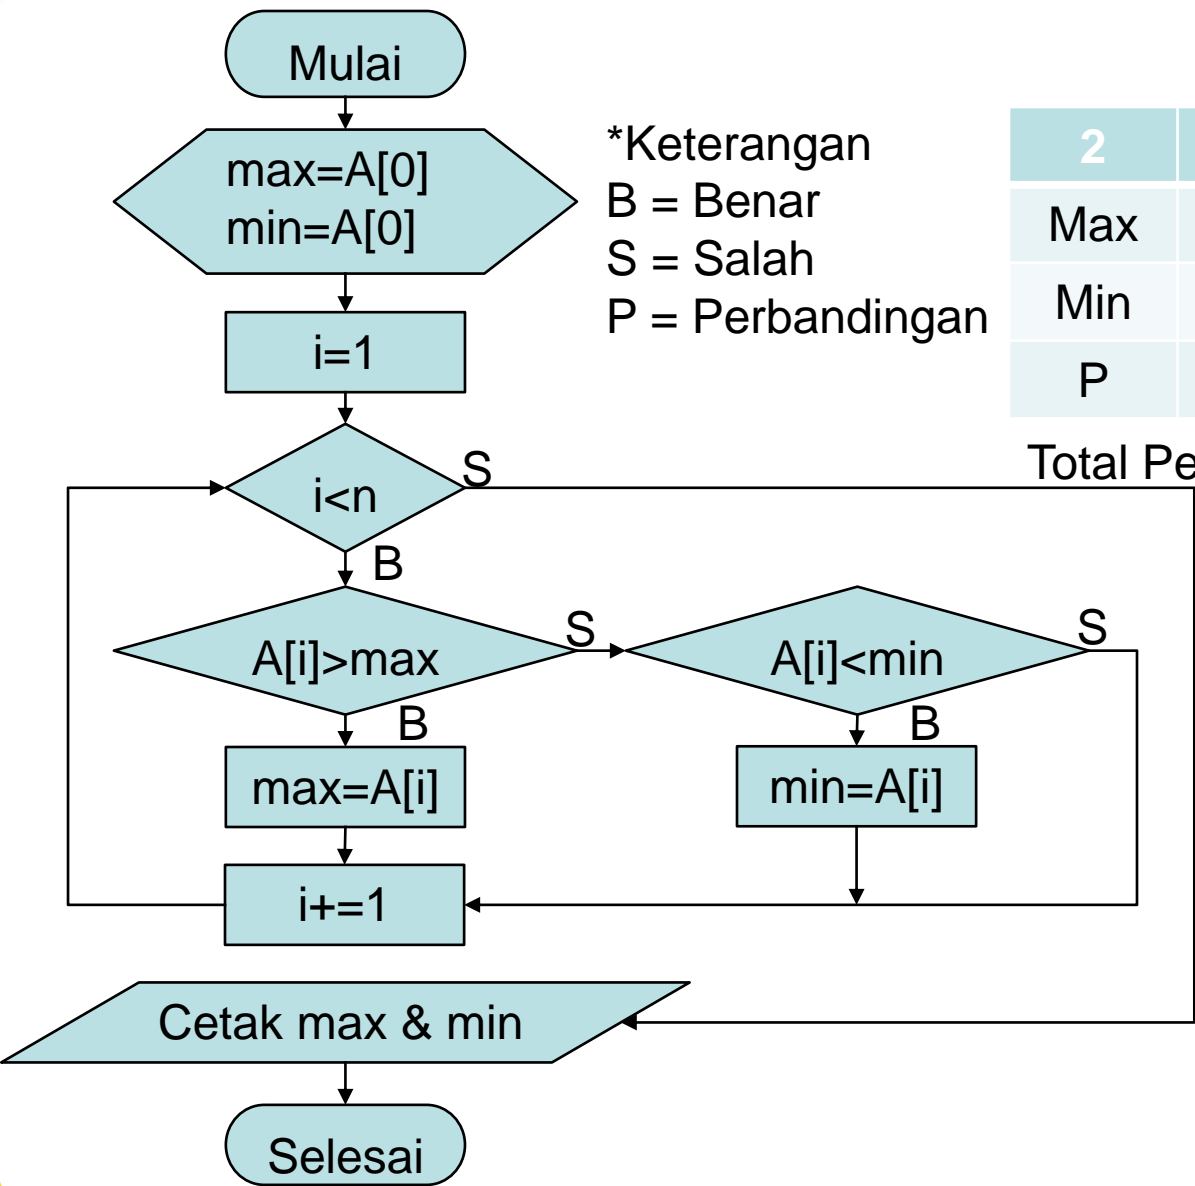 Mulai
max=A[0]
min=A[0]
*Keterangan
B = Benar
S = Salah
P = Perbandingan
2
Max
Min
P
Total
i=1
i<n
S
B
A[i]>max
S
B
A[i]<min
S
B
max=A[i]
min=A[i]
i+=1
Cetak max & min
Selesai